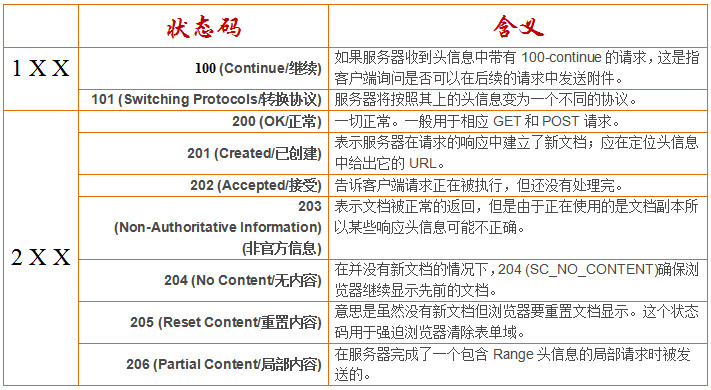 状态码 含义
1 X X
100 (Continue/继续)
如果服务器收到头信息中带有 100-continue 的请求，这是指
客户端询问是否可以在后续的请求中发送附件。
101 (Switching Protocols/转换协议)
服务器将按照其上的头信息变为一个不同的协议。
2 X X
200 (OK/正常)
一切正常。一般用于相应 GET 和 POST 请求。
201 (Created/已创建)
表示服务器在请求的响应中建立了新文档；应在定位头信息
中给出它的 URL。
202 (Accepted/接受)
告诉客户端请求正在被执行，但还没有处理完。
203
(Non-Authoritative Information)
(非官方信息)
表示文档被正常的返回，但是由于正在使用的是文档副本所
以某些响应头信息可能不正确。
204 (No Content/无内容)
在并没有新文档的情况下，204 (SC_NO_CONTENT)确保浏
览器继续显示先前的文档。
205 (Reset Content/重置内容)
意思是虽然没有新文档但浏览器要重置文档显示。这个状态
码用于强迫浏览器清除表单域。
206 (Partial Content/局部内容)
在服务器完成了一个包含 Range 头信息的局部请求时被发
送的。